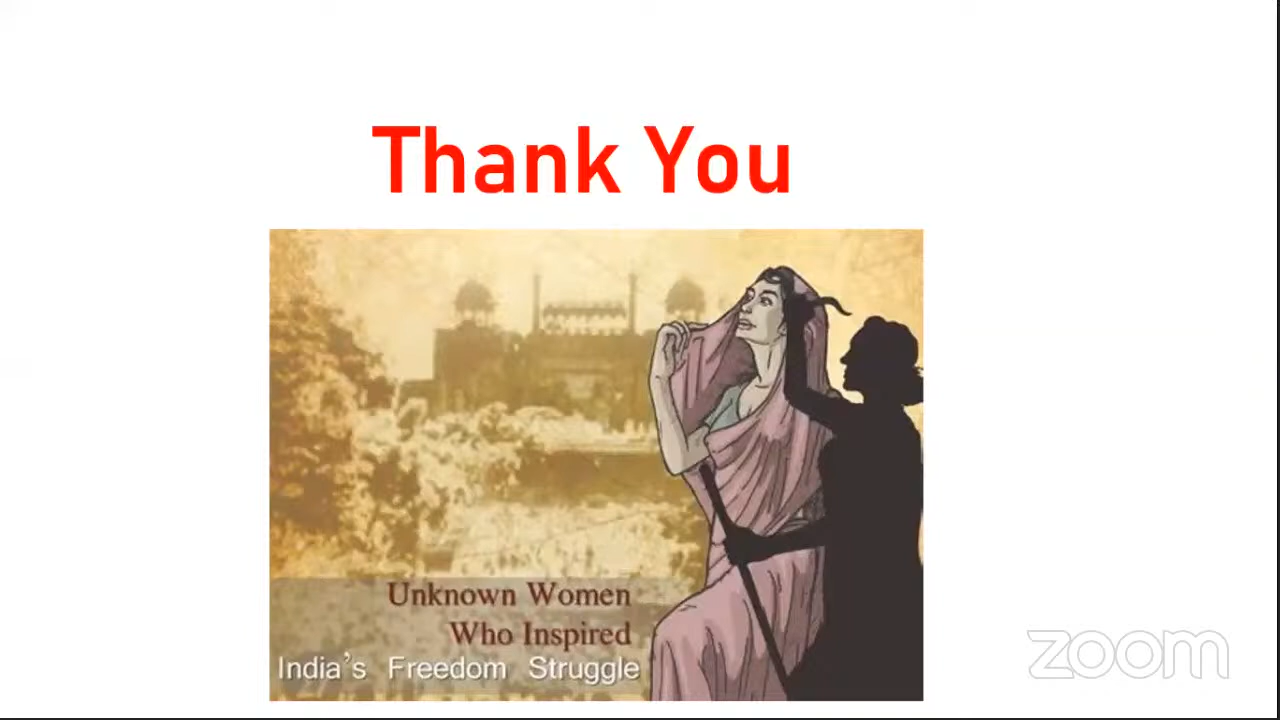 Thank You
Unknown Women
Who Inspired
India's Freedom Struggle
zoom